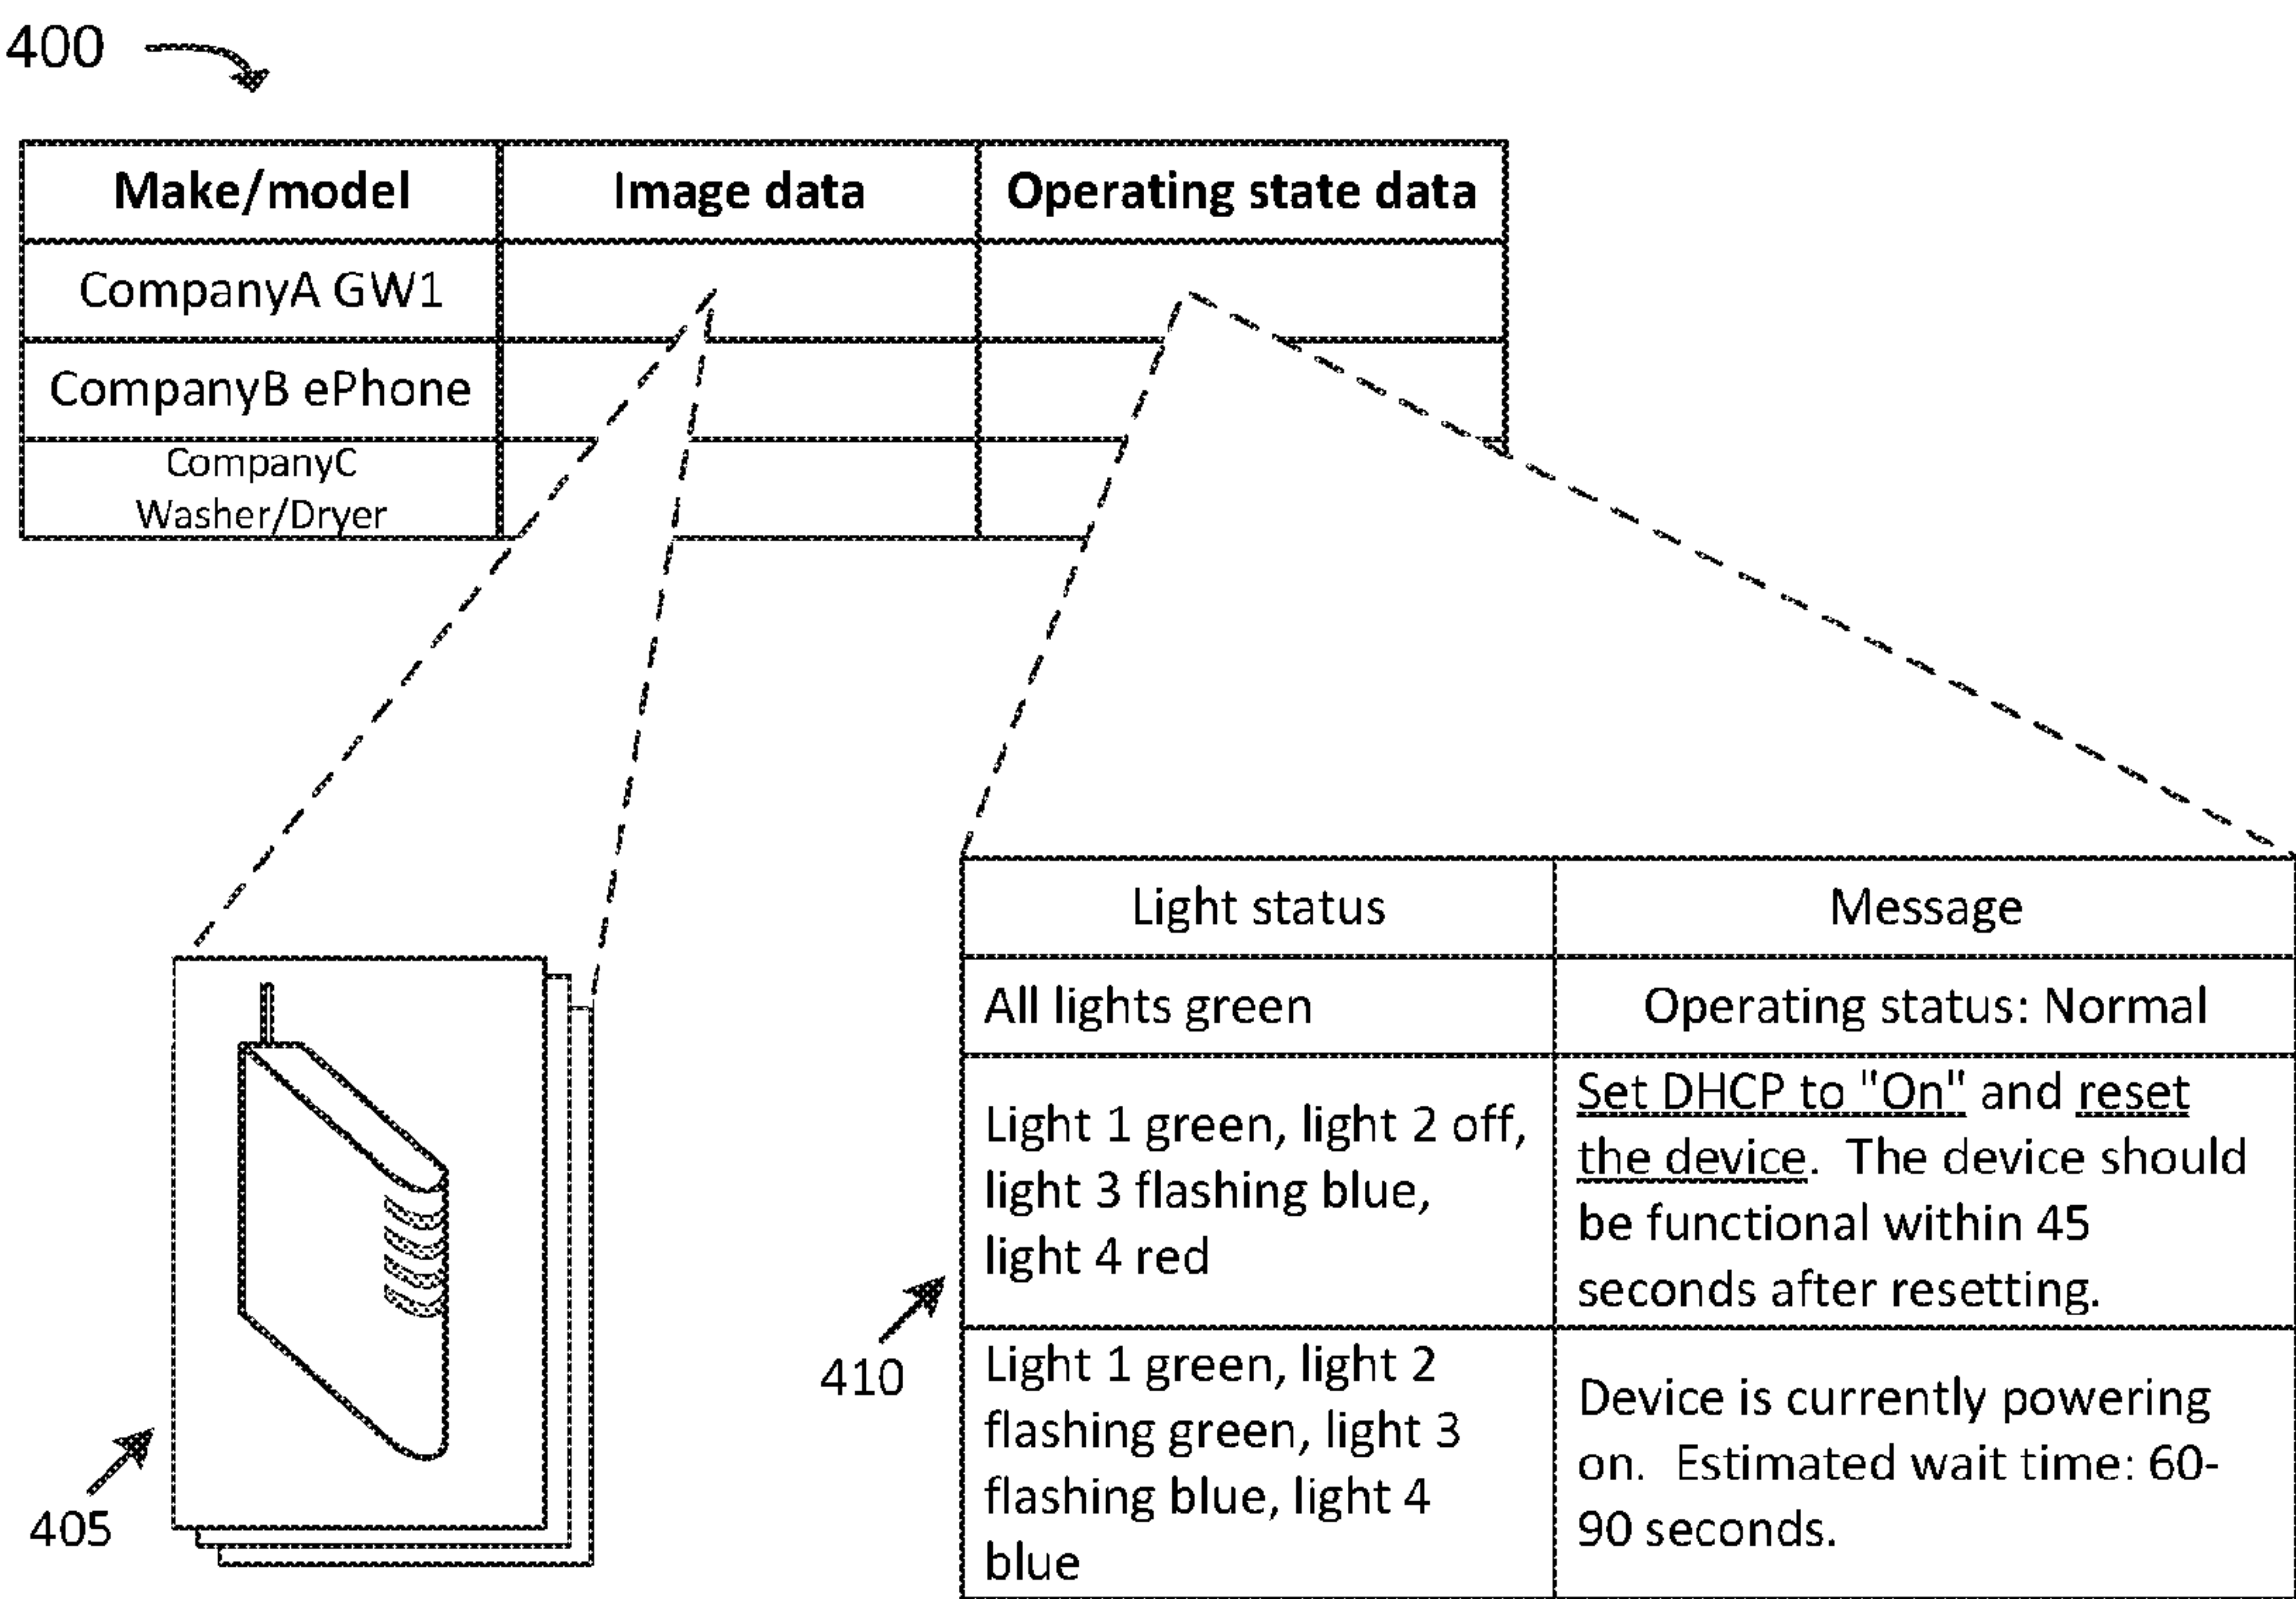 400
Make/model
Image data
Operating state data
CompanyA GW1
CompanyB ePhone
CompanyC
Washer/Dryer
Light status
Message
All lights green
Operating status: Normal
Light 1 green, light 2 off,
light 3 flashing blue,
light 4 red
Set DHCP to "On" and reset
the device.  The device should
be functional within 45
seconds after resetting.
Light 1 green, light 2
flashing green, light 3
flashing blue, light 4
blue
Device is currently powering
on.  Estimated wait time: 60-
90 seconds.
410
405